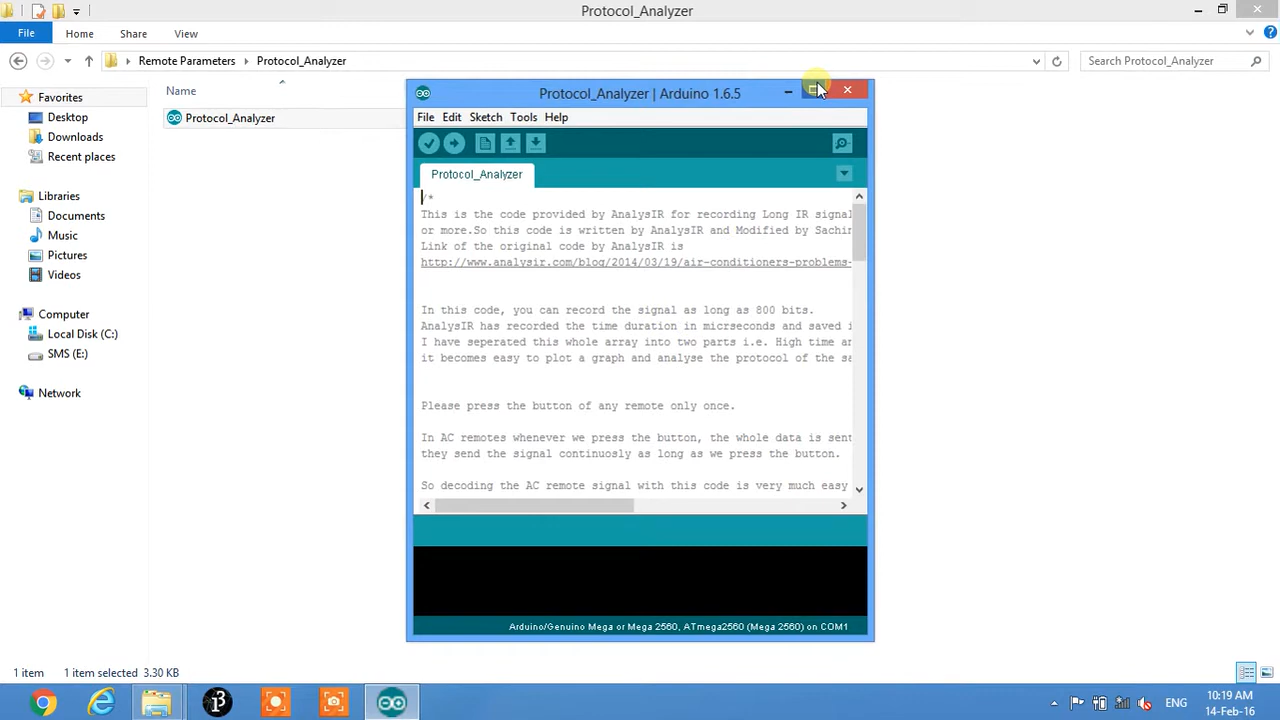 Protocol_Analyzer
File Home Share View
Remote Parameters Protocol_Analyzer
Search Protocol_Analyzer
Favorites
Desktop
Downloads
Recent places
Libraries
Documents
Music
Pictures
Videos
Computer
Local Disk (C:)
SMS (E:)
Network
Name
Protocol_Analyzer
Protocol_Analyzer | Arduino 1.6.5
File Edit Sketch Tools Help
Protocol_Analyzer
/*
This is the code provided by AnalysIR for recording Long IR signal
or more.So this code is written by AnalysIR and Modified by Sachin
Link of the original code by AnalysIR is
http://www.analysir.com/blog/2014/03/19/air-conditioners-problems-
In this code, you can record the signal as long as 800 bits.
AnalysIR has recorded the time duration in micrseconds and saved i
I have seperated this whole array into two parts i.e. High time an
it becomes easy to plot a graph and analyse the protocol of the sa
Please press the button of any remote only once.
In AC remotes whenever we press the button, the whole data is sent
they send the signal continuosly as long as we press the button.
So decoding the AC remote signal with this code is very much easy
Arduino/Genuino Mega or Mega 2560, ATmega2560 (Mega 2560) on COM1
1 item 1 item selected 3.30 KB
ENG
10:19 AM
14-Feb-16